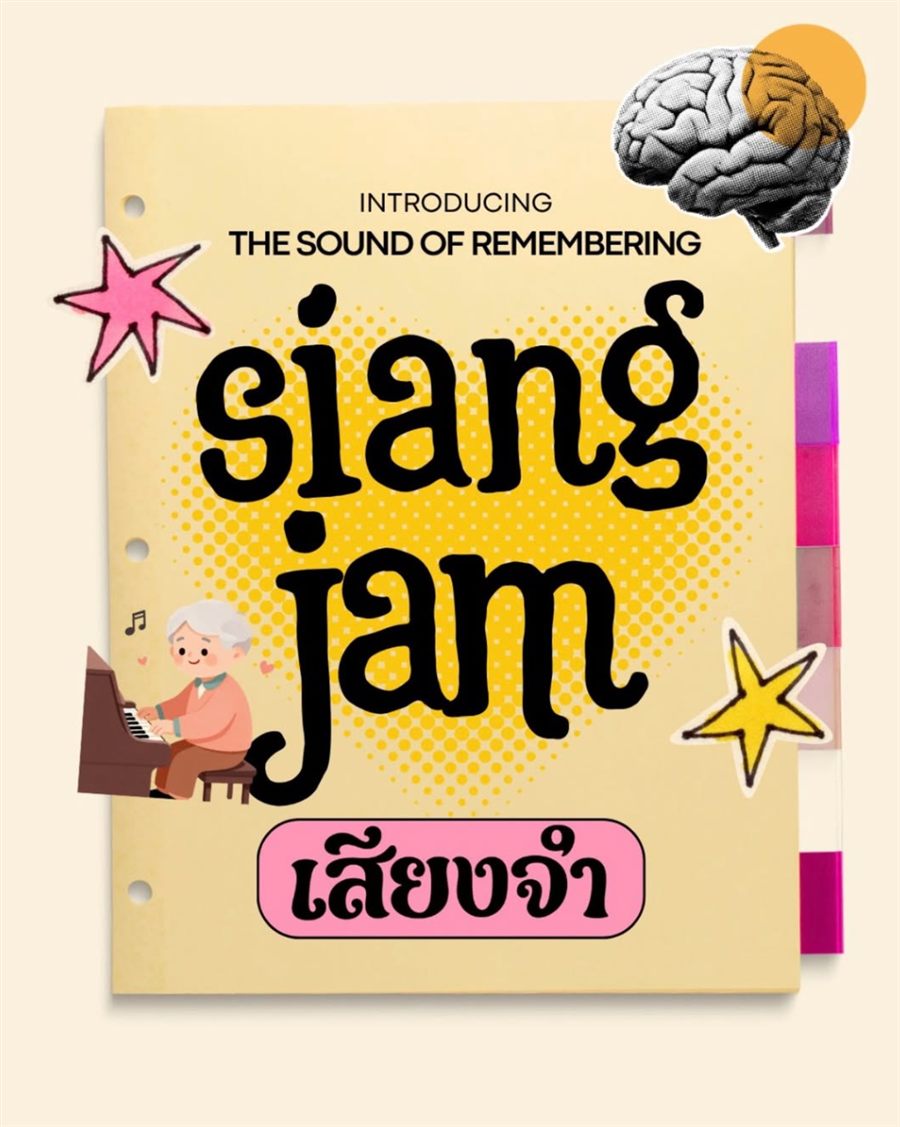 INTRODUCING
THE SOUND OF REMEMBERING
siang
jam
เสียงจำ